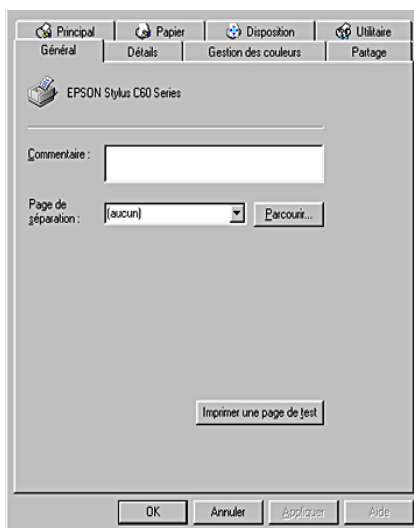 Principal Papier Disposition Utilitaire
Général Détails Gestion des couleurs Partage
EPSON Stylus C60 Series
Commentaire :
Page de
séparation : (aucun) Parcourir...
Imprimer une page de test
OK Annuler Appliquer Aide